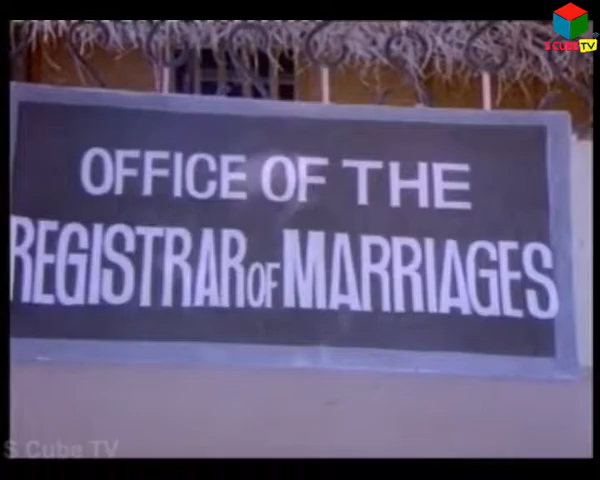 S CUBE TV
OFFICE OF THE
REGISTRAR OF MARRIAGES
S Cube TV